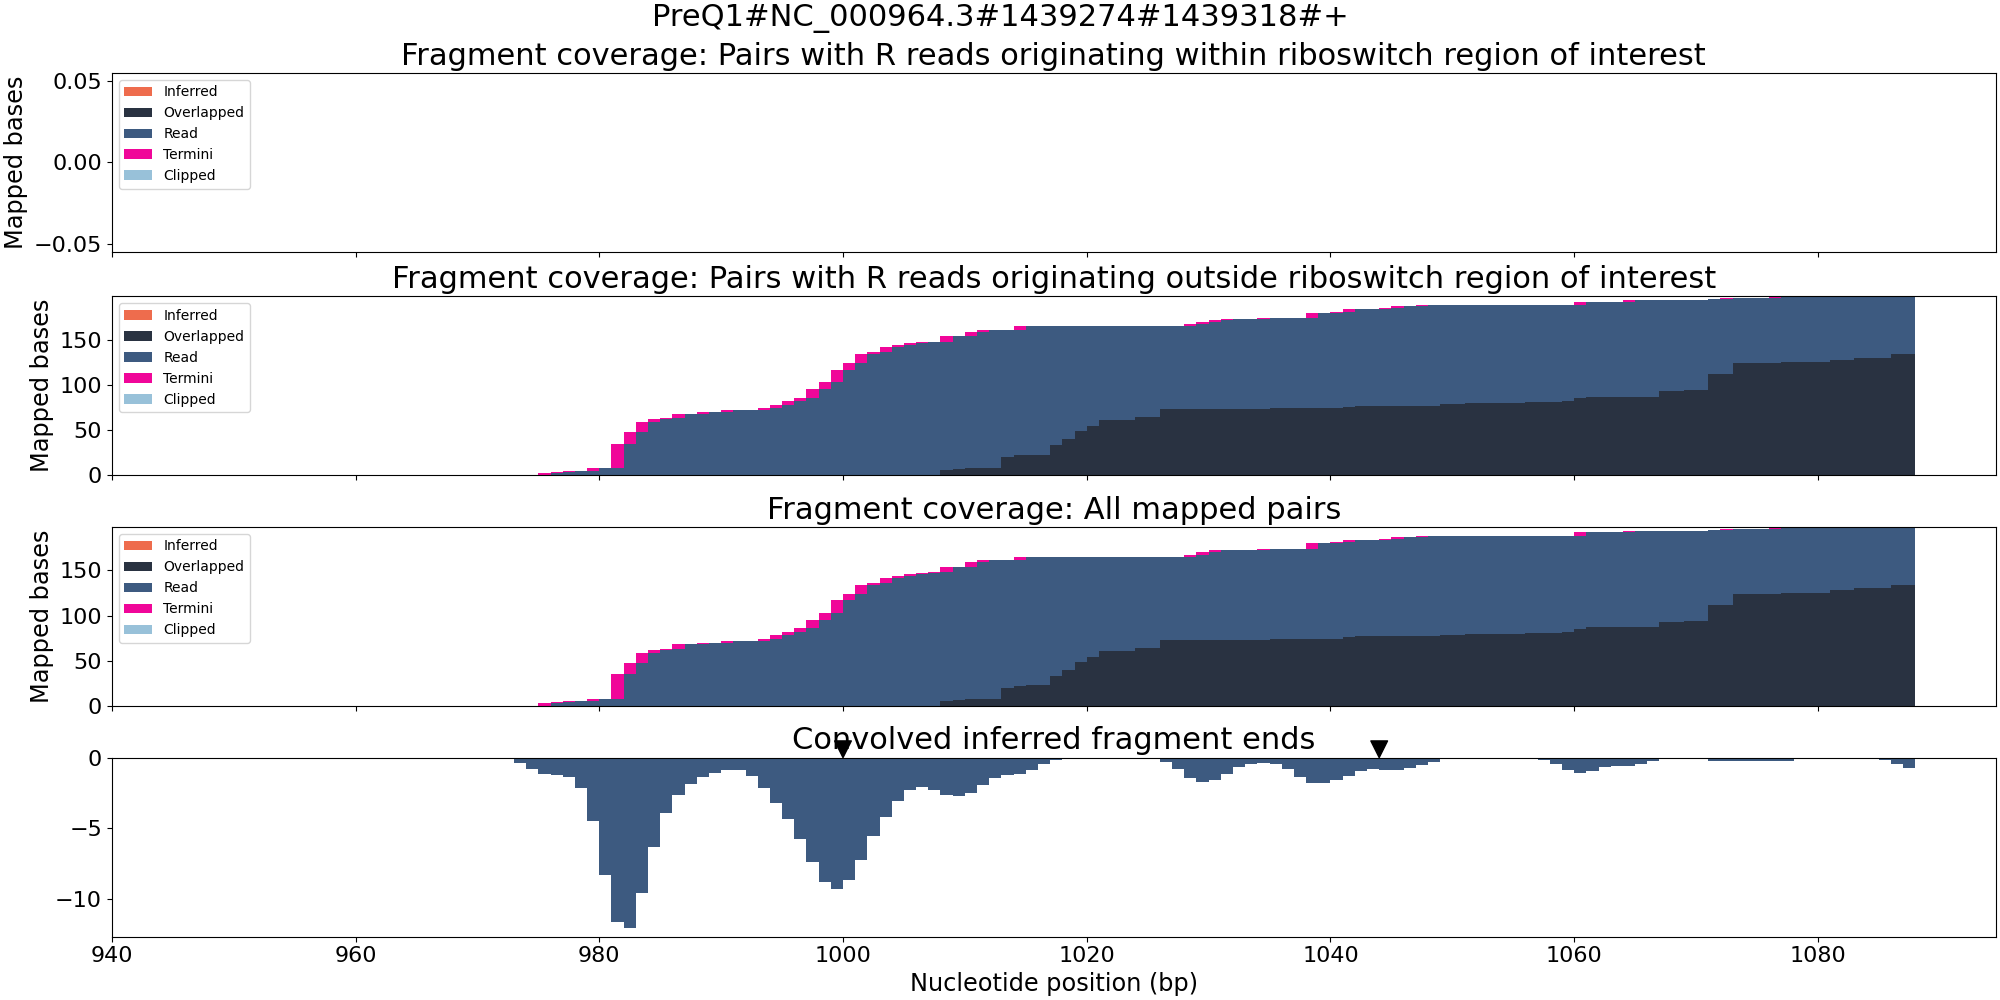 PreQ1#NC_000964.3#1439274#1439318#+
Fragment coverage: Pairs with R reads originating within riboswitch region of interest
Mapped bases
0.05
0.00
−0.05
Inferred
Overlapped
Read
Termini
Clipped
Fragment coverage: Pairs with R reads originating outside riboswitch region of interest
Mapped bases
150
100
50
0
Inferred
Overlapped
Read
Termini
Clipped
Fragment coverage: All mapped pairs
Mapped bases
150
100
50
0
Inferred
Overlapped
Read
Termini
Clipped
Convolved inferred fragment ends
0
−5
−10
940 960 980 1000 1020 1040 1060 1080
Nucleotide position (bp)